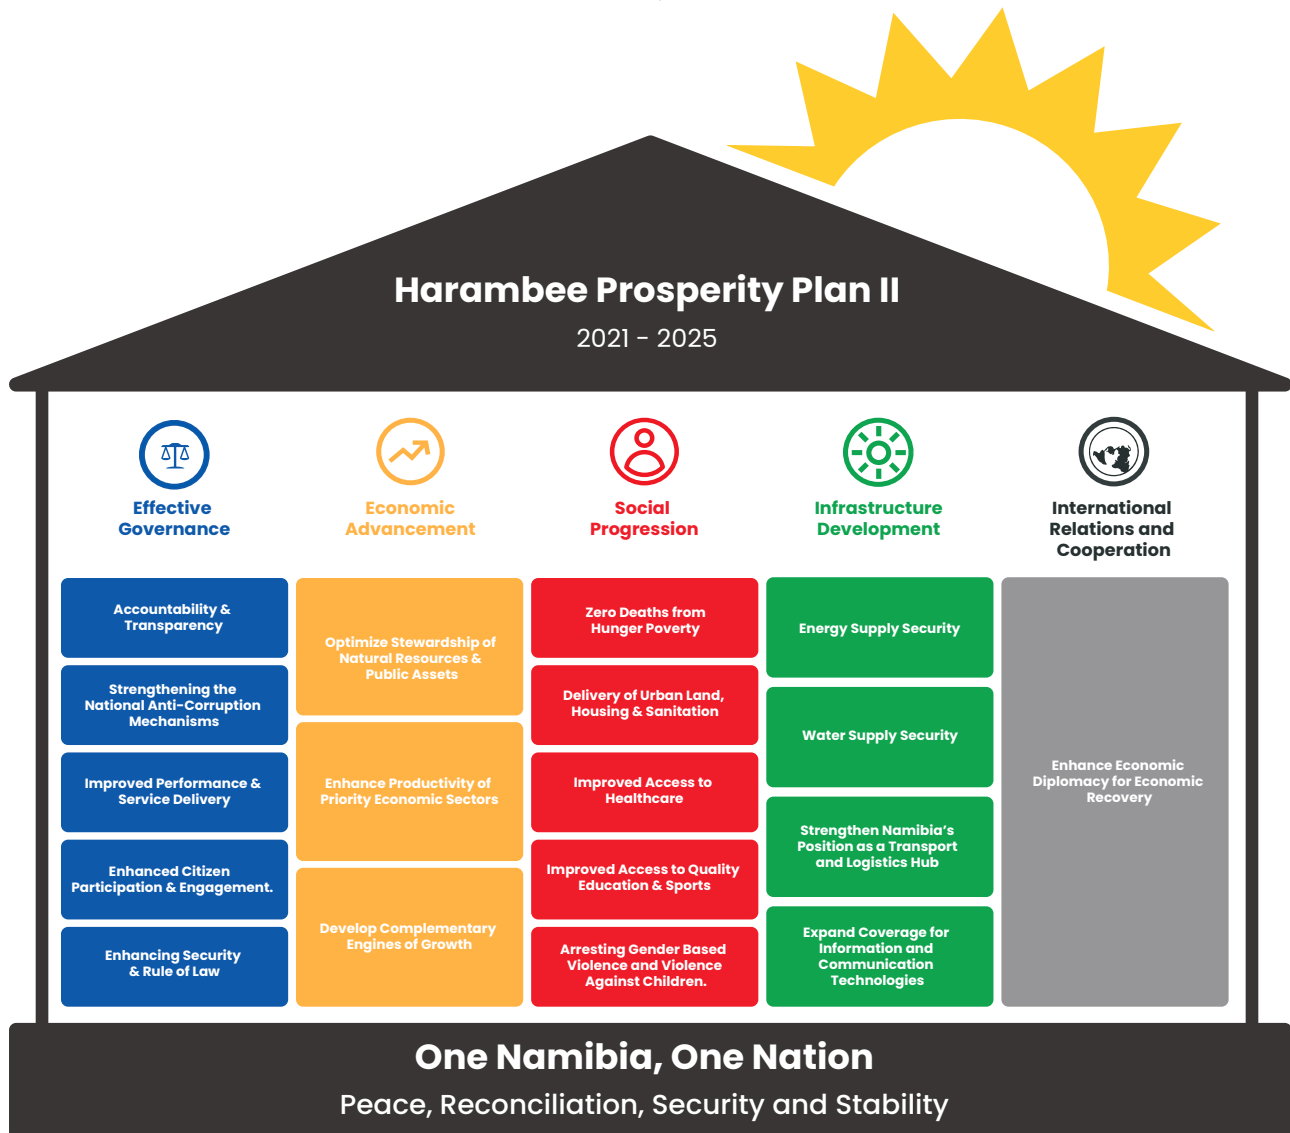 Harambee Prosperity Plan II
2021 - 2025
Effective
Governance
Economic
Advancement
Social
Progression
Infrastructure
Development
International
Relations and
Cooperation
Accountability &
Transparency
Strengthening the
National Anti-Corruption
Mechanisms
Improved Performance &
Service Delivery
Enhanced Citizen
Participation & Engagement.
Enhancing Security
& Rule of Law
Optimize Stewardship of
Natural Resources &
Public Assets
Enhance Productivity of
Priority Economic Sectors
Develop Complementary
Engines of Growth
Zero Deaths from
Hunger Poverty
Delivery of Urban Land,
Housing & Sanitation
Improved Access to
Healthcare
Improved Access to Quality
Education & Sports
Arresting Gender Based
Violence and Violence
Against Children.
Energy Supply Security
Water Supply Security
Strengthen Namibia's
Position as a Transport
and Logistics Hub
Expand Coverage for
Information and
Communication
Technologies
Enhance Economic
Diplomacy for Economic
Recovery
One Namibia, One Nation
Peace, Reconciliation, Security and Stability